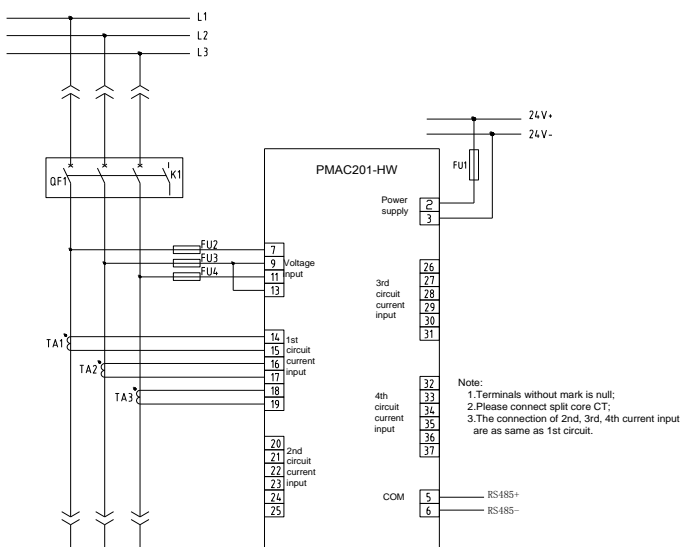 L1
L2
L3
24V+
24V-
PMAC201-HW
FU1
QF1
K1
Power
supply
2
3
FU2
FU3
FU4
7
9
11
13
Voltage
nput
26
27
28
29
30
31
3rd
circuit
current
input
TA1
TA2
TA3
14
15
16
17
18
19
1st
circuit
current
input
32
33
34
35
36
37
4th
circuit
current
input
Note:
1.Terminals without mark is null;
2.Please connect split core CT;
3.The connection of 2nd, 3rd, 4th current input
are as same as 1st circuit.
20
21
22
23
24
25
2nd
circuit
current
input
COM
5
6
RS485+
RS485-